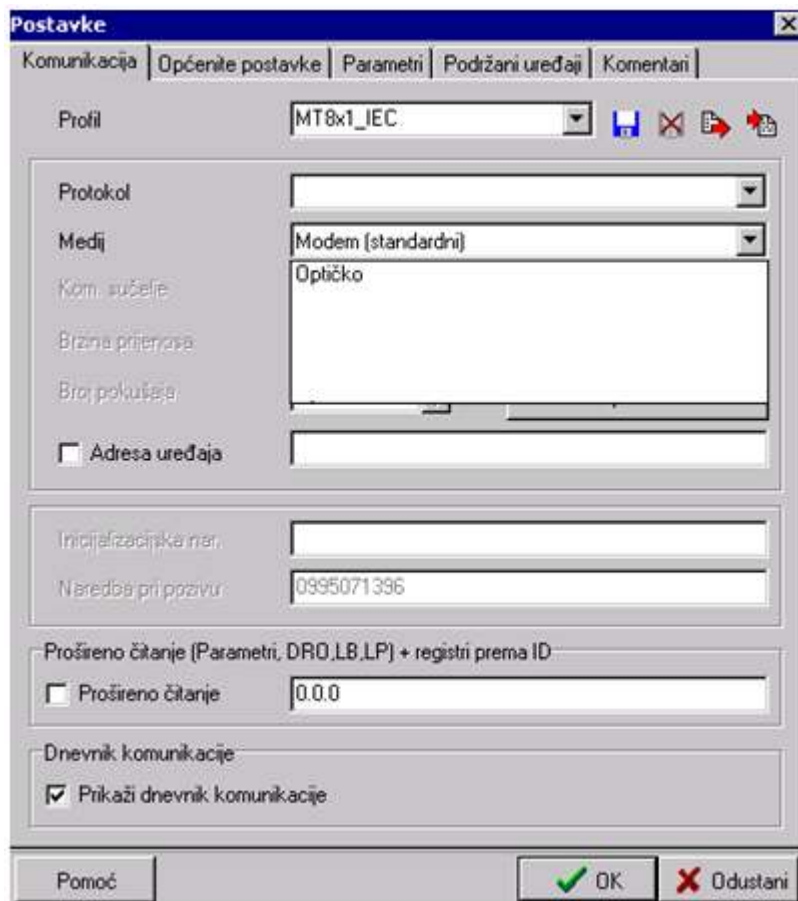 Postavke
Komunikacija Općenite postavke Parametri Podržani uređaji Komentari
Profil MT8x1_IEC
Protokol
Medij Modem (standardni)
Optičko
Kom. sučelje
Brzina prijenosa
Broj pokušaja
Adresa uređaja
Inicijalizacijska nar.
Naredba pri pozivu 0995071396
Prošireno čitanje (Parametri, DRO,LB,LP) + registri prema ID
Prošireno čitanje 0.0.0
Dnevnik komunikacije
Prikaži dnevnik komunikacije
Pomoć OK Odustani